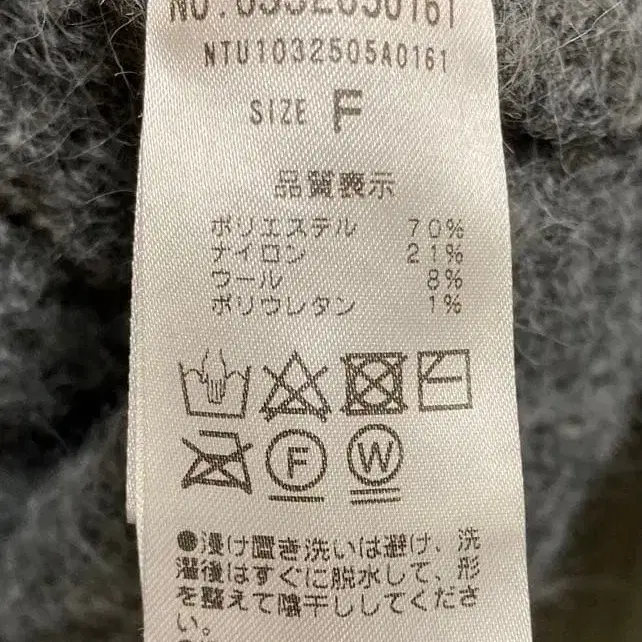 NTU1032505A0161
SIZE F
品質表示
ポリエステル 70%
ナイロン 21%
ウール 8%
ポリウレタン 1%
F W
●浸け置き洗いは避け、洗
濯後はすぐに脱水して、形
を整えて陰干ししてくださ
い。